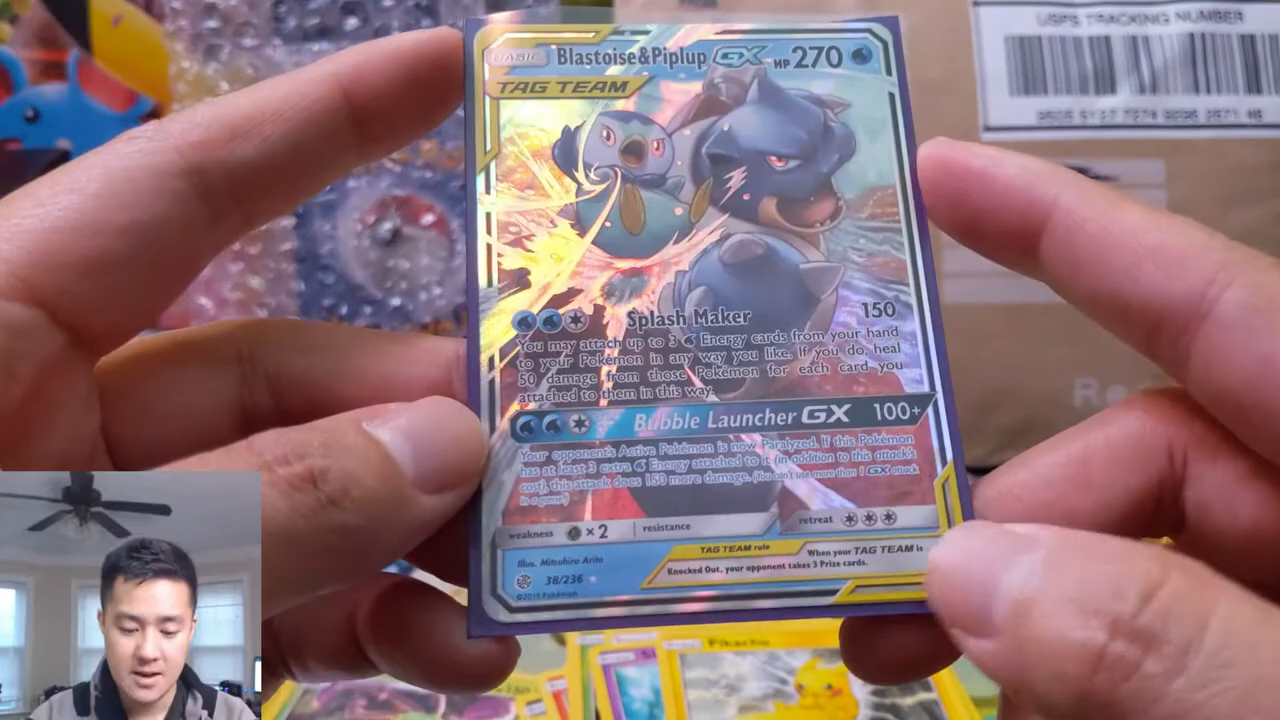 USPS TRACKING NUMBER
BASIC Blastoise&Piplup GX HP 270
TAG TEAM
Splash Maker 150
You may attach up to 3 Energy cards from your hand
to your Pokémon in any way you like. If you do, heal
50 damage from those Pokémon for each card you
attached to them in this way.
Bubble Launcher GX 100+
Your opponent's Active Pokémon is now Paralyzed. If this Pokémon
has at least 3 extra Energy attached to it (in addition to this attack's
cost), this attack does 150 more damage. (You can't use more than 1 GX attack
in a game.)
weakness ×2 resistance retreat
Illus. Mitsuhiro Arita
38/236
©2019 Pokémon
TAG TEAM rule
When your TAG TEAM is
Knocked Out, your opponent takes 3 Prize cards.
Pikachu